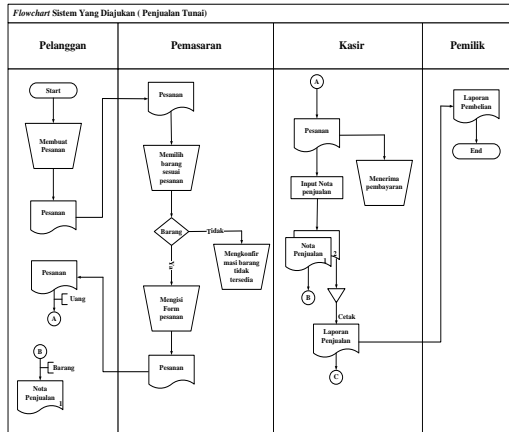 Flowchart Sistem Yang Diajukan ( Penjualan Tunai)
Pelanggan
Pemasaran
Kasir
Pemilik
Start
Membuat
Pesanan
Pesanan
Pesanan
Uang
A
B
Barang
Nota
Penjualan
1
Pesanan
Memilih
barang
sesuai
pesanan
Barang
Tidak
Mengkonfir
masi barang
tidak
tersedia
Ya
Mengisi
Form
pesanan
Pesanan
A
Pesanan
Menerima
pembayaran
Input Nota
penjualan
Nota
Penjualan
1
2
B
Cetak
Laporan
Penjualan
C
Laporan
Pembelian
End